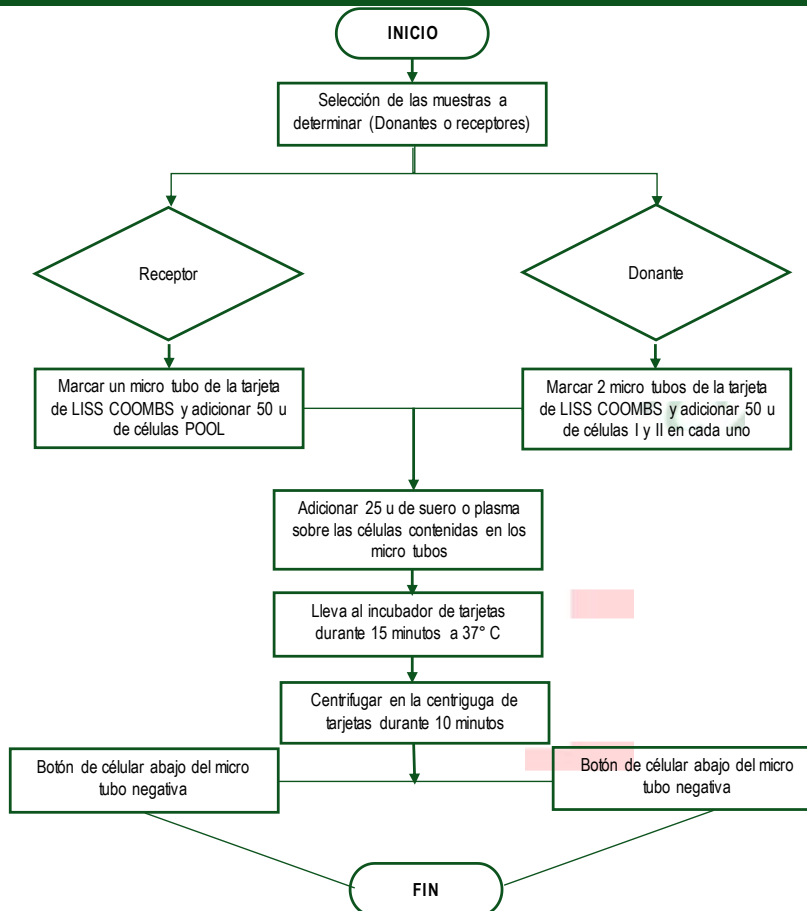 INICIO
Selección de las muestras a
determinar (Donantes o receptores)
Receptor
Donante
Marcar un micro tubo de la tarjeta
de LISS COOMBS y adicionar 50 u
de células POOL
Marcar 2 micro tubos de la tarjeta
de LISS COOMBS y adicionar 50 u
de células I y II en cada uno
Adicionar 25 u de suero o plasma
sobre las células contenidas en los
micro tubos
Lleva al incubador de tarjetas
durante 15 minutos a 37° C
Centrifugar en la centriguga de
tarjetas durante 10 minutos
Botón de célular abajo del micro
tubo negativa
Botón de célular abajo del micro
tubo negativa
FIN